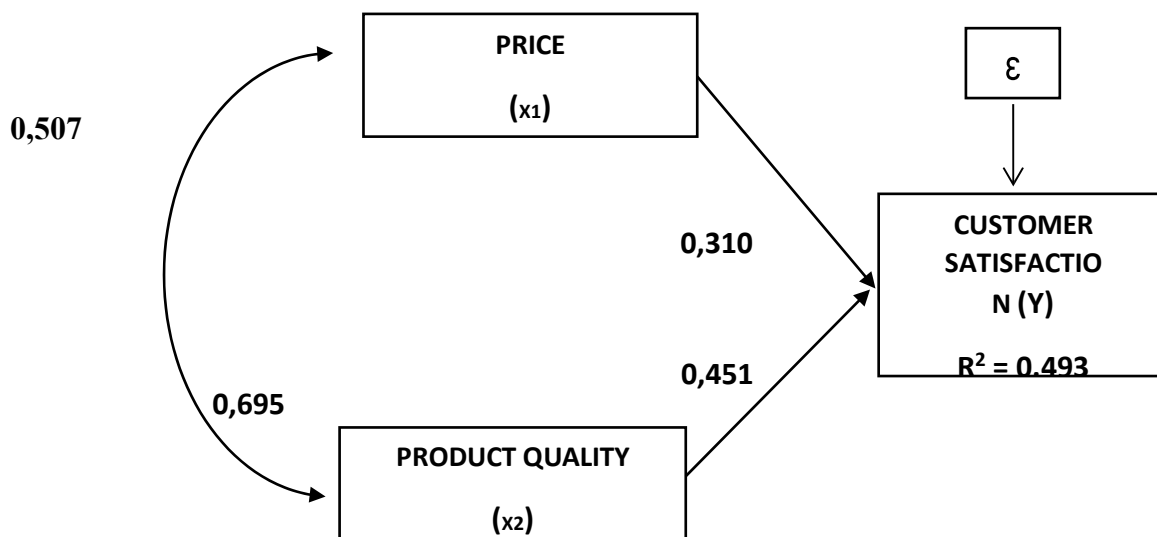 PRICE
(x1)
ε
0,507
CUSTOMER
SATISFACTIO
N (Y)
R² = 0.493
0,310
0,451
0,695
PRODUCT QUALITY
(x2)